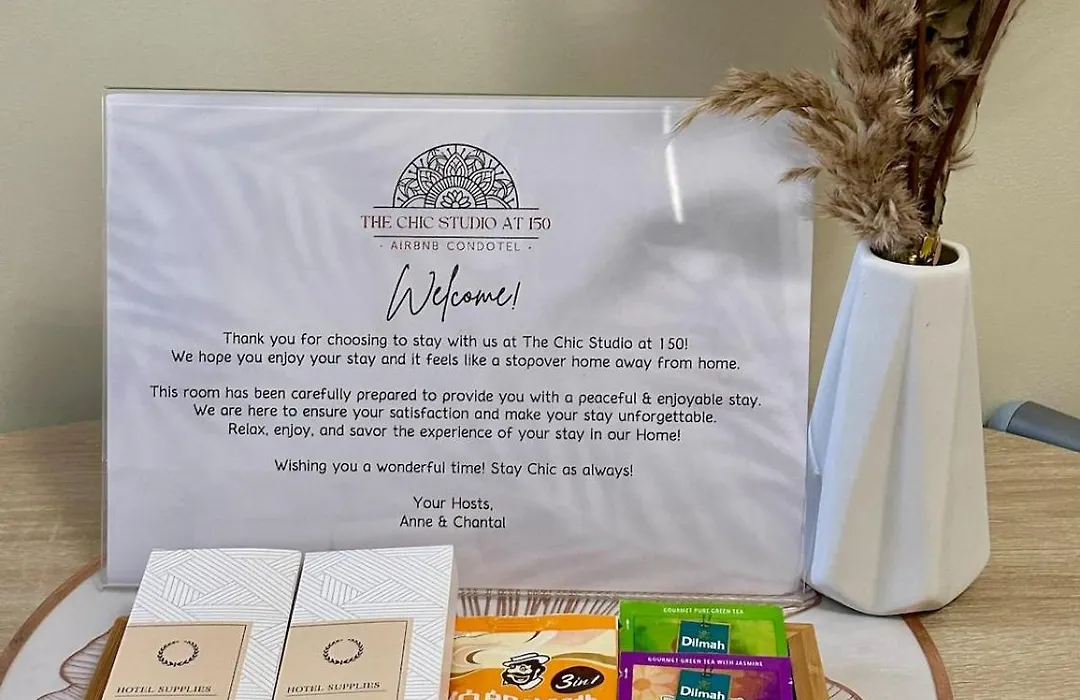 THE CHIC STUDIO AT 150
- AIRBNB CONDOTEL -
Welcome!
Thank you for choosing to stay with us at The Chic Studio at 150!
We hope you enjoy your stay and it feels like a stopover home away from home.
This room has been carefully prepared to provide you with a peaceful & enjoyable stay.
We are here to ensure your satisfaction and make your stay unforgettable.
Relax, enjoy, and savor the experience of your stay in our Home!
Wishing you a wonderful time! Stay Chic as always!
Your Hosts,
Anne & Chantal
HOTEL SUPPLIES
HOTEL SUPPLIES
3in1
GOURMET PURE GREEN TEA
Dilmah
GOURMET GREEN TEA WITH JASMINE
Dilmah